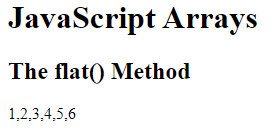 JavaScript Arrays
The flat() Method
1,2,3,4,5,6